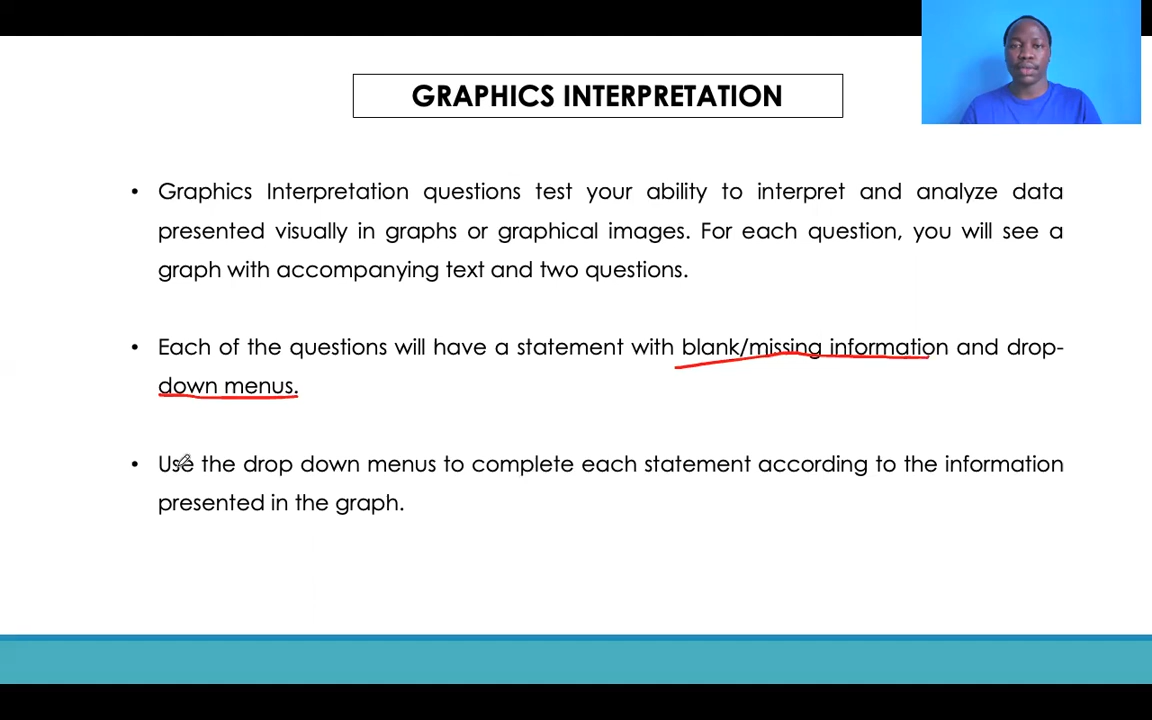 GRAPHICS INTERPRETATION
• Graphics Interpretation questions test your ability to interpret and analyze data
presented visually in graphs or graphical images. For each question, you will see a
graph with accompanying text and two questions.
• Each of the questions will have a statement with blank/missing information and drop-
down menus.
• Use the drop down menus to complete each statement according to the information
presented in the graph.